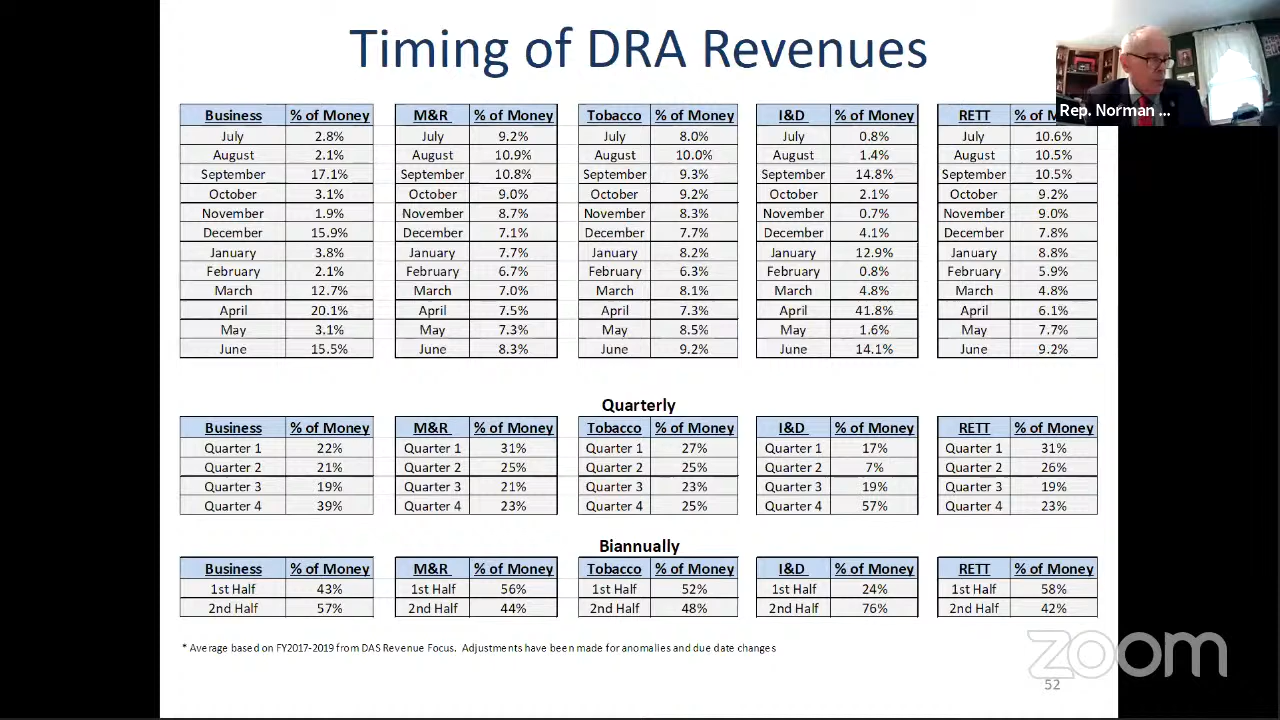 Timing of DRA Revenues
Rep. Norman ...
Business % of Money M&R % of Money Tobacco % of Money I&D % of Money RETT % of M
July 2.8% July 9.2% July 8.0% July 0.8% July 10.6%
August 2.1% August 10.9% August 10.0% August 1.4% August 10.5%
September 17.1% September 10.8% September 9.3% September 14.8% September 10.5%
October 3.1% October 9.0% October 9.2% October 2.1% October 9.2%
November 1.9% November 8.7% November 8.3% November 0.7% November 9.0%
December 15.9% December 7.1% December 7.7% December 4.1% December 7.8%
January 3.8% January 7.7% January 8.2% January 12.9% January 8.8%
February 2.1% February 6.7% February 6.3% February 0.8% February 5.9%
March 12.7% March 7.0% March 8.1% March 4.8% March 4.8%
April 20.1% April 7.5% April 7.3% April 41.8% April 6.1%
May 3.1% May 7.3% May 8.5% May 1.6% May 7.7%
June 15.5% June 8.3% June 9.2% June 14.1% June 9.2%
Quarterly
Business % of Money M&R % of Money Tobacco % of Money I&D % of Money RETT % of Money
Quarter 1 22% Quarter 1 31% Quarter 1 27% Quarter 1 17% Quarter 1 31%
Quarter 2 21% Quarter 2 25% Quarter 2 25% Quarter 2 7% Quarter 2 26%
Quarter 3 19% Quarter 3 21% Quarter 3 23% Quarter 3 19% Quarter 3 19%
Quarter 4 39% Quarter 4 23% Quarter 4 25% Quarter 4 57% Quarter 4 23%
Biannually
Business % of Money M&R % of Money Tobacco % of Money I&D % of Money RETT % of Money
1st Half 43% 1st Half 56% 1st Half 52% 1st Half 24% 1st Half 58%
2nd Half 57% 2nd Half 44% 2nd Half 48% 2nd Half 76% 2nd Half 42%
* Average based on FY2017-2019 from DAS Revenue Focus. Adjustments have been made for anomalies and due date changes
zoom
52